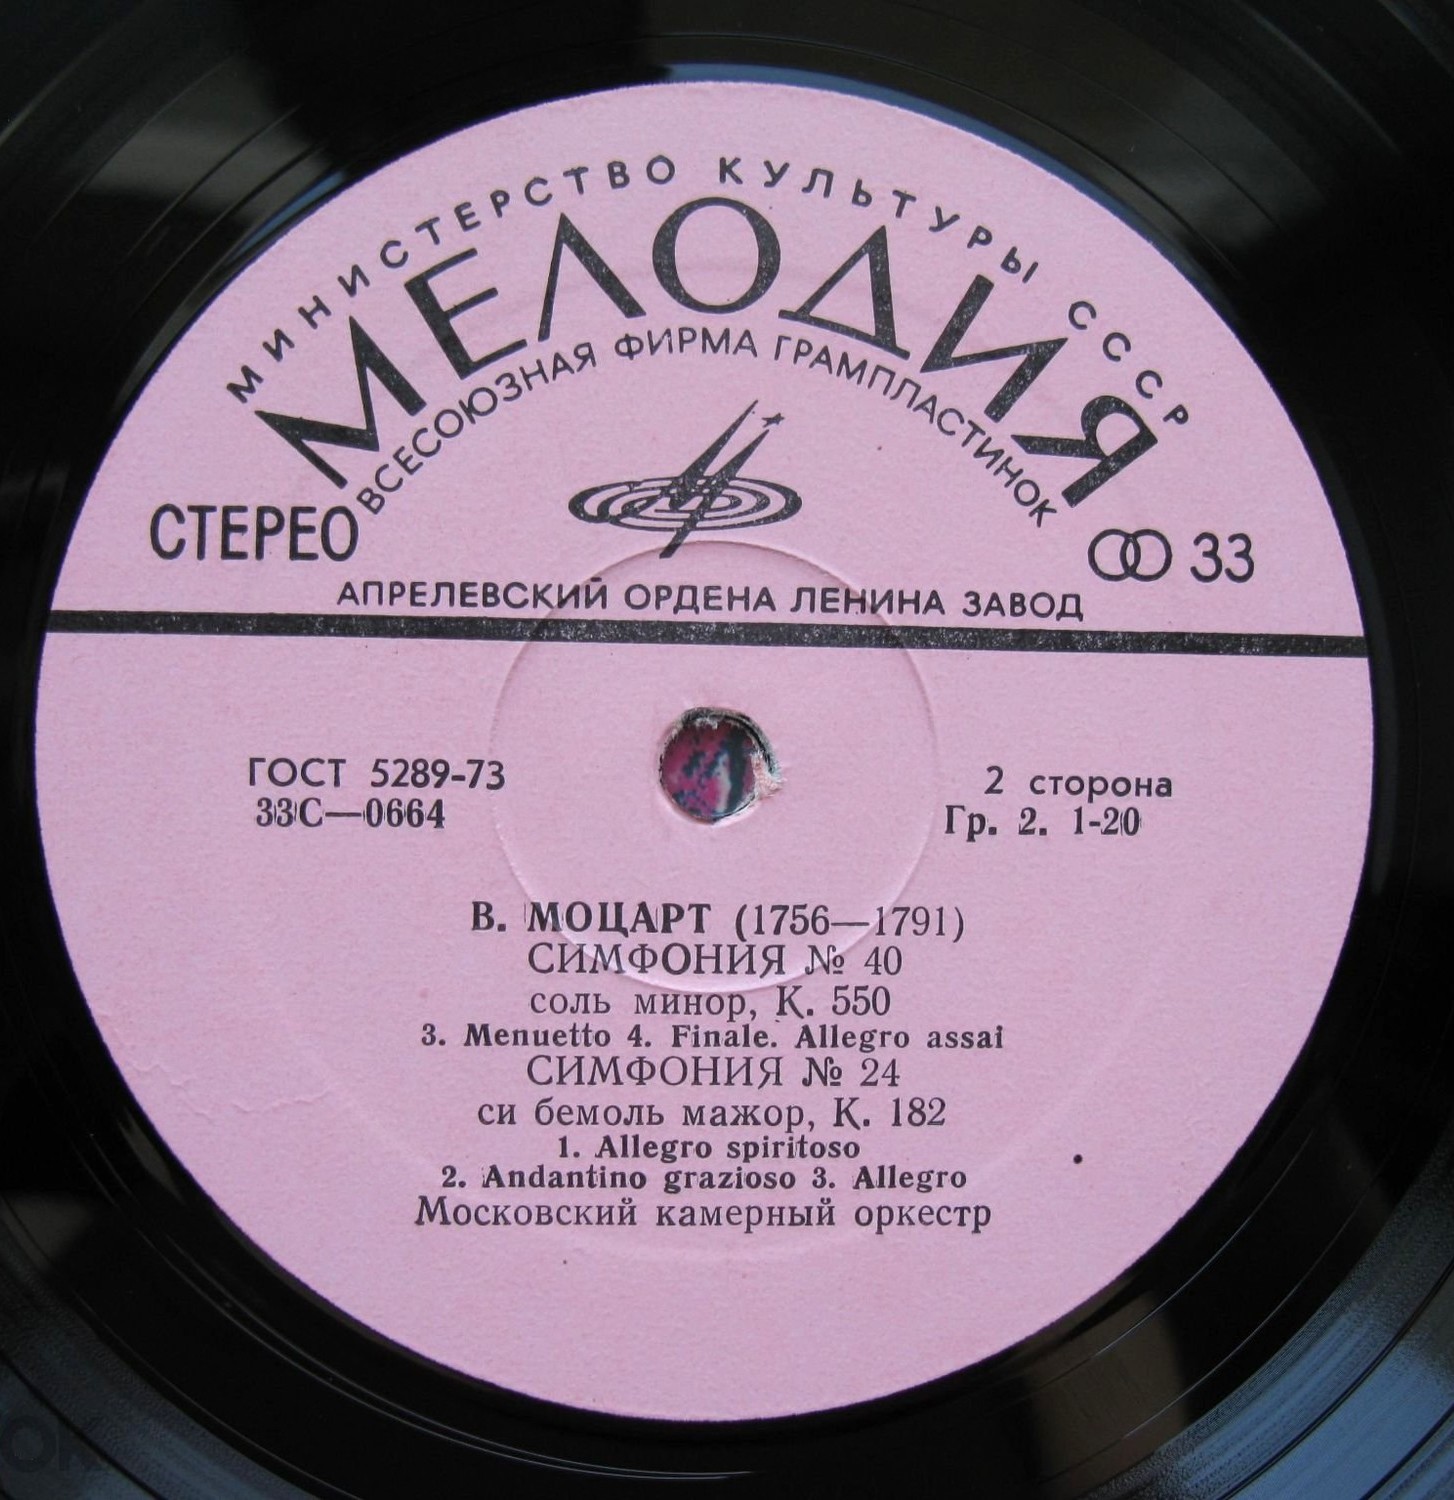 МИНИСТЕРСТВО КУЛЬТУРЫ СССР
МЕЛОДИЯ
ВСЕСОЮЗНАЯ ФИРМА ГРАМПЛАСТИНОК
СТЕРЕО
33
АПРЕЛЕВСКИЙ ОРДЕНА ЛЕНИНА ЗАВОД
ГОСТ 5289-73
33С—0664
2 сторона
Гр. 2. 1-20
В. МОЦАРТ (1756—1791)
СИМФОНИЯ № 40
соль минор, К. 550
3. Menuetto 4. Finale. Allegro assai
СИМФОНИЯ № 24
си бемоль мажор, К. 182
1. Allegro spiritoso
2. Andantino grazioso 3. Allegro
Московский камерный оркестр